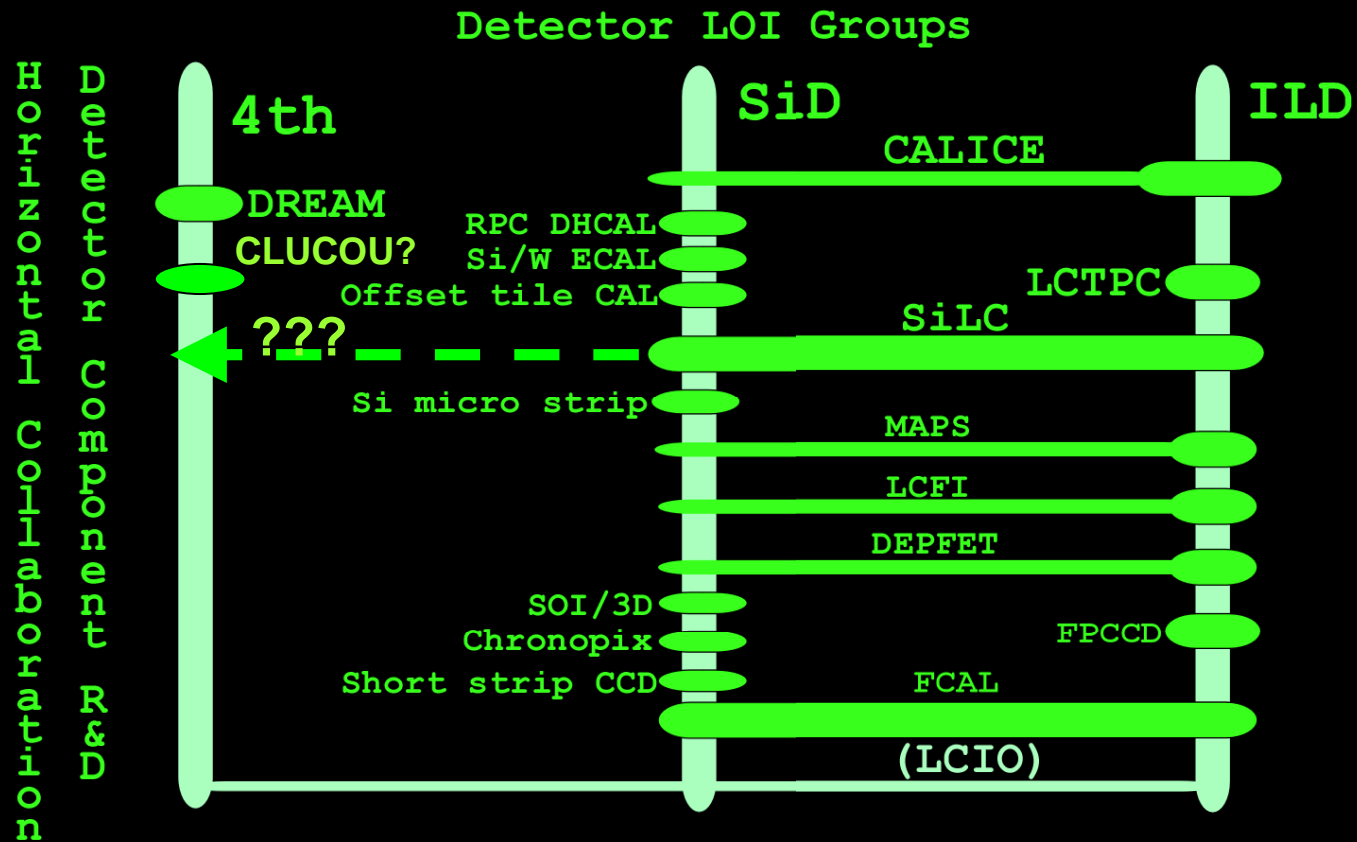 Detector LOI Groups
Horizontal Collaboration
Detector Component R&D
4th
SiD
ILD
CALICE
DREAM
RPC DHCAL
CLUCOU?
Si/W ECAL
LCTPC
Offset tile CAL
SiLC
???
Si micro strip
MAPS
LCFI
DEPFET
SOI/3D
FPCCD
Chronopix
Short strip CCD
FCAL
(LCIO)